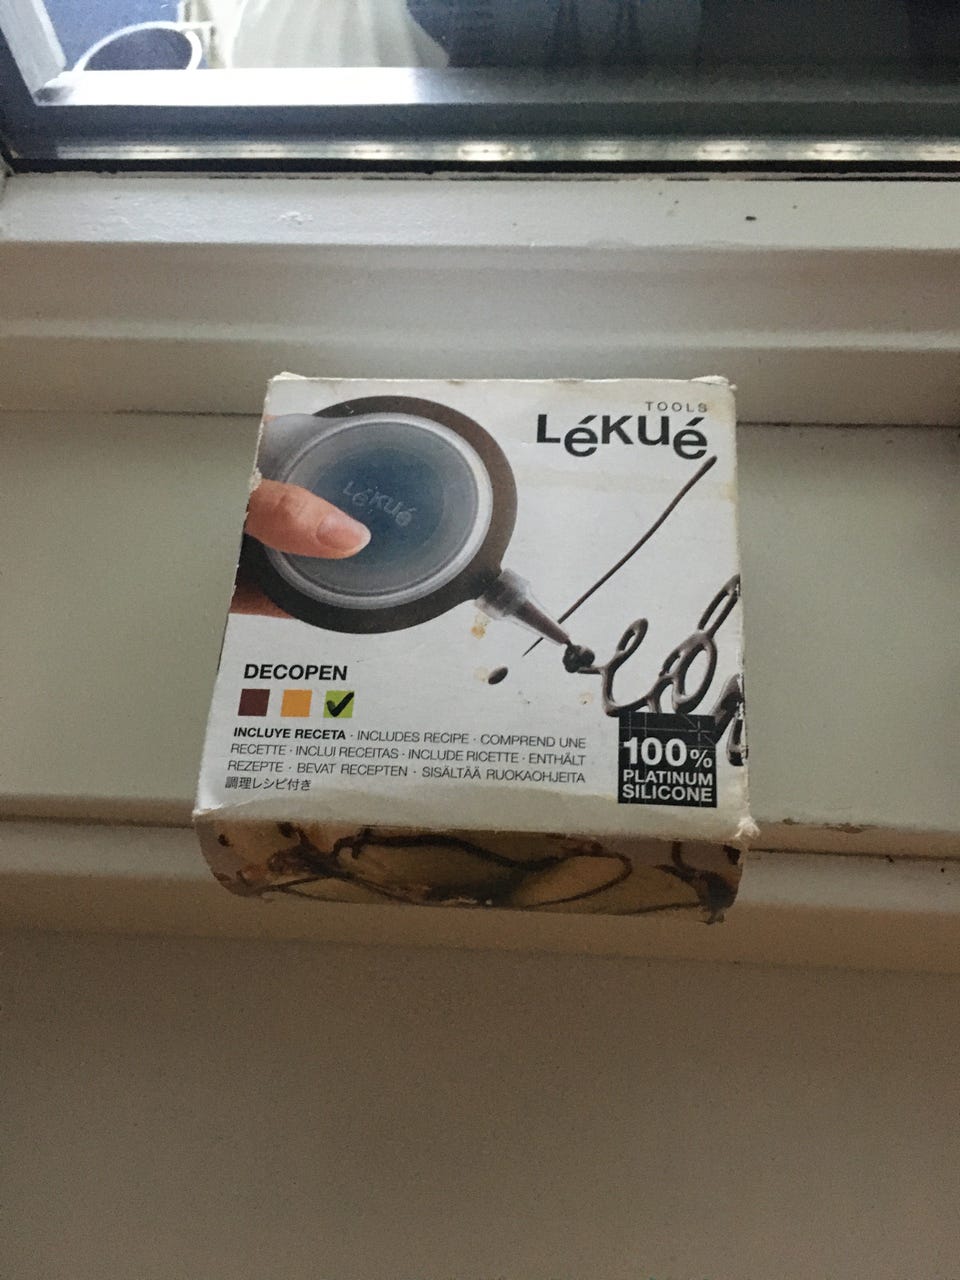 TOOLS
LéKué
LéKué
DECOPEN
INCLUYE RECETA · INCLUDES RECIPE · COMPREND UNE
RECETTE · INCLUI RECEITAS · INCLUDE RICETTE · ENTHÄLT
REZEPTE · BEVAT RECEPTEN · SISÄLTÄÄ RUOKAOHJEITA
調理レシピ付き
100%
PLATINUM
SILICONE